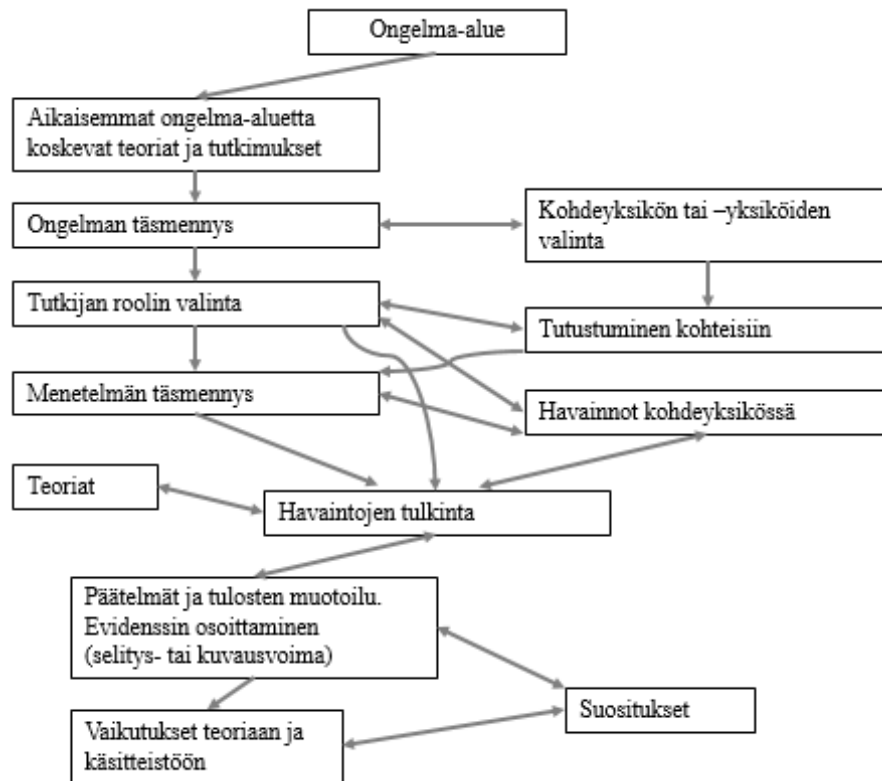 Ongelma-alue
Aikaisemmat ongelma-aluetta
koskevat teoriat ja tutkimukset
Ongelman täsmennys
Kohdeyksikön tai –yksiköiden
valinta
Tutkijan roolin valinta
Tutustuminen kohteisiin
Menetelmän täsmennys
Havainnot kohdeyksikössä
Teoriat
Havaintojen tulkinta
Päätelmät ja tulosten muotoilu.
Evidenssin osoittaminen
(selitys- tai kuvausvoima)
Suositukset
Vaikutukset teoriaan ja
käsitteistöön